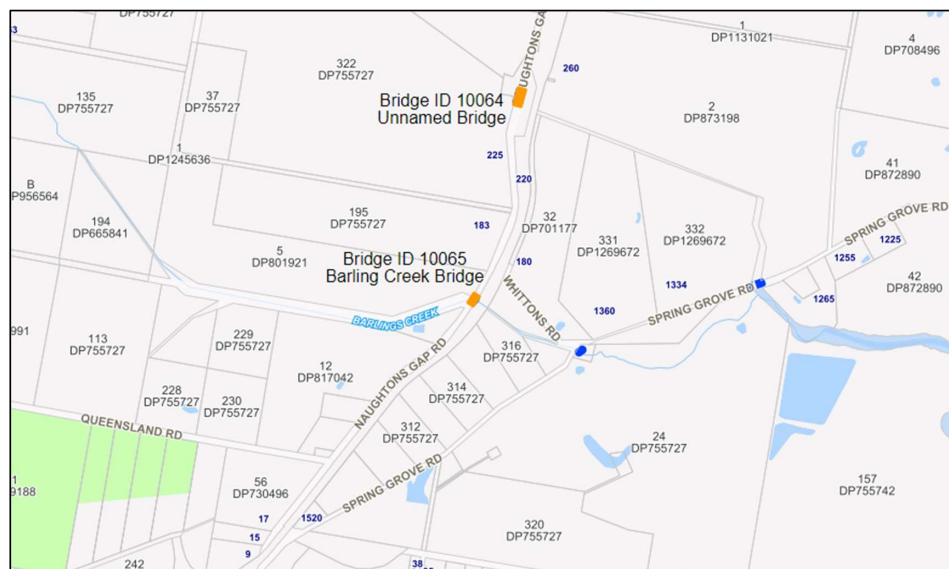 DP755727
1
DP1131021
4
DP708496
33
322
DP755727
NAUGHTONS GA
260
37
DP755727
135
DP755727
Bridge ID 10064
Unnamed Bridge
2
DP873198
1
DP1245636
225
41
DP872890
B
P956564
220
194
DP665841
195
DP755727
183
32
DP701177
331
DP1269672
332
DP1269672
SPRING GROVE RD
1225
5
DP801921
Bridge ID 10065
Barling Creek Bridge
180
1255
42
DP872890
WHITTONS RD
1334
SPRING GROVE RD
1265
1360
BARLINGS CREEK
991
113
DP755727
229
DP755727
316
DP755727
NAUGHTONS GAP RD
12
DP817042
228
DP755727
230
DP755727
314
DP755727
QUEENSLAND RD
312
DP755727
24
DP755727
SPRING GROVE RD
1
9188
56
DP730496
157
DP755742
17
1520
15
320
DP755727
9
242
38